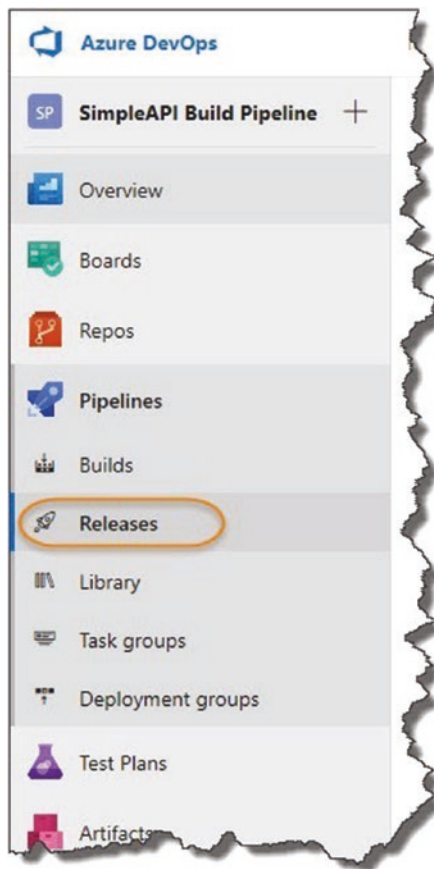 Azure DevOps
SP SimpleAPI Build Pipeline +
Overview
Boards
Repos
Pipelines
Builds
Releases
Library
Task groups
Deployment groups
Test Plans
Artifacts